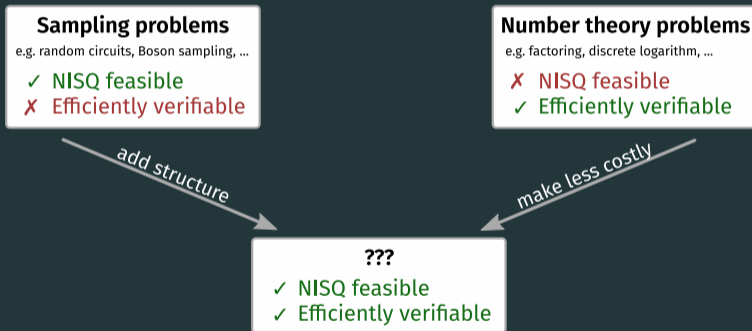 Sampling problems
e.g. random circuits, Boson sampling, ...
✓ NISQ feasible
✗ Efficiently verifiable
Number theory problems
e.g. factoring, discrete logarithm, ...
✗ NISQ feasible
✓ Efficiently verifiable
add structure
make less costly
???
✓ NISQ feasible
✓ Efficiently verifiable